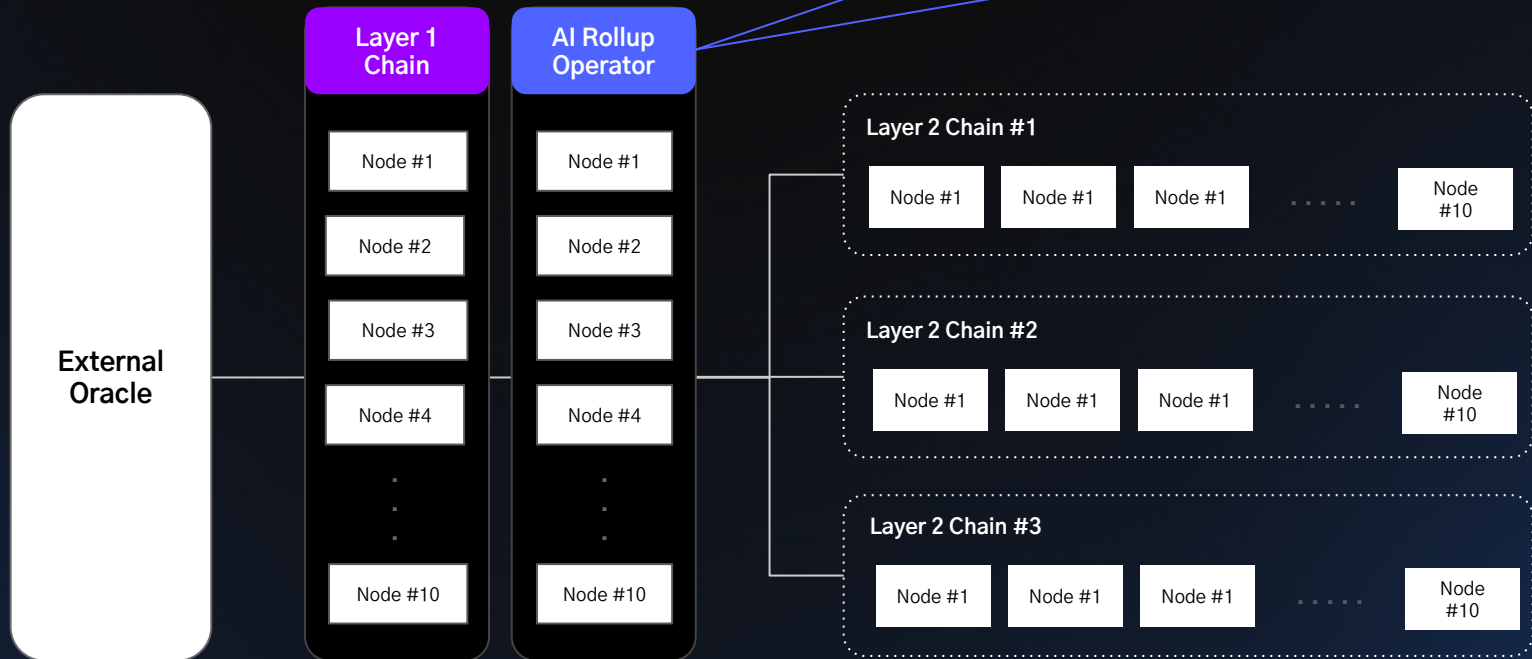 Layer 1
Chain
AI Rollup
Operator
External
Oracle
Node #1
Node #2
Node #3
Node #4
.
.
.
Node #10
Node #1
Node #2
Node #3
Node #4
.
.
.
Node #10
Layer 2 Chain #1
Node #1
Node #1
Node #1
.....
Node
#10
Layer 2 Chain #2
Node #1
Node #1
Node #1
.....
Node
#10
Layer 2 Chain #3
Node #1
Node #1
Node #1
.....
Node
#10